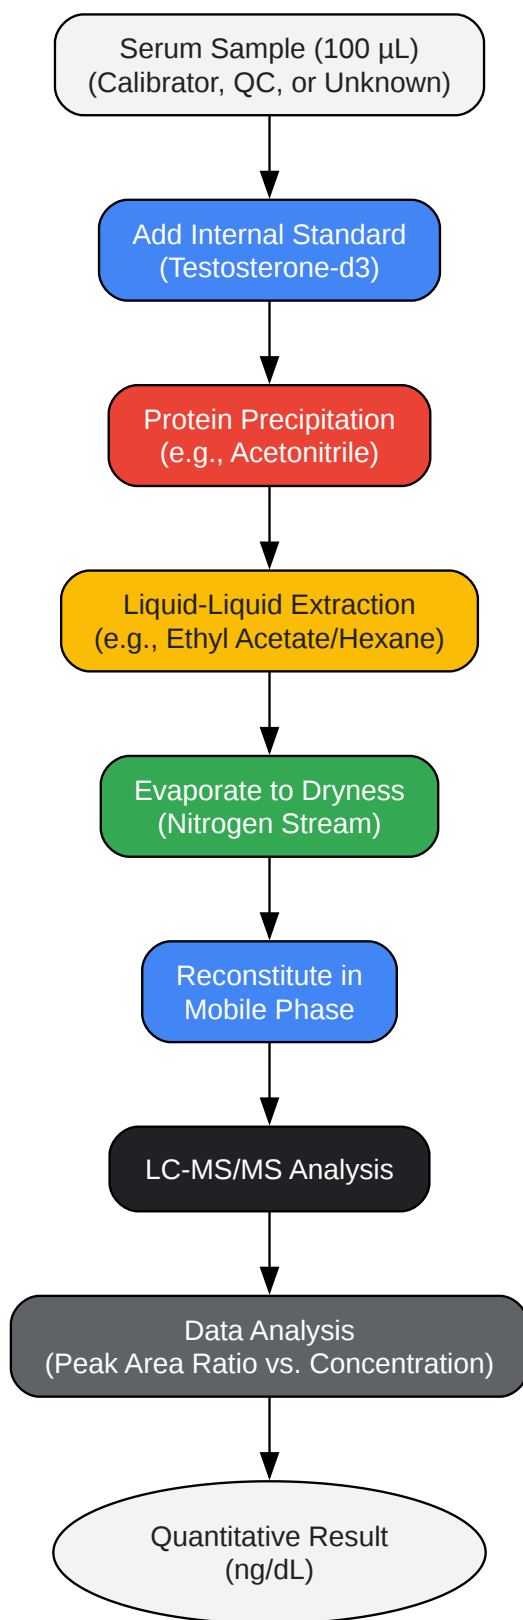 Serum Sample (100 µL)
(Calibrator, QC, or Unknown)
Add Internal Standard
(Testosterone-d3)
Protein Precipitation
(e.g., Acetonitrile)
Liquid-Liquid Extraction
(e.g., Ethyl Acetate/Hexane)
Evaporate to Dryness
(Nitrogen Stream)
Reconstitute in
Mobile Phase
LC-MS/MS Analysis
Data Analysis
(Peak Area Ratio vs. Concentration)
Quantitative Result
(ng/dL)